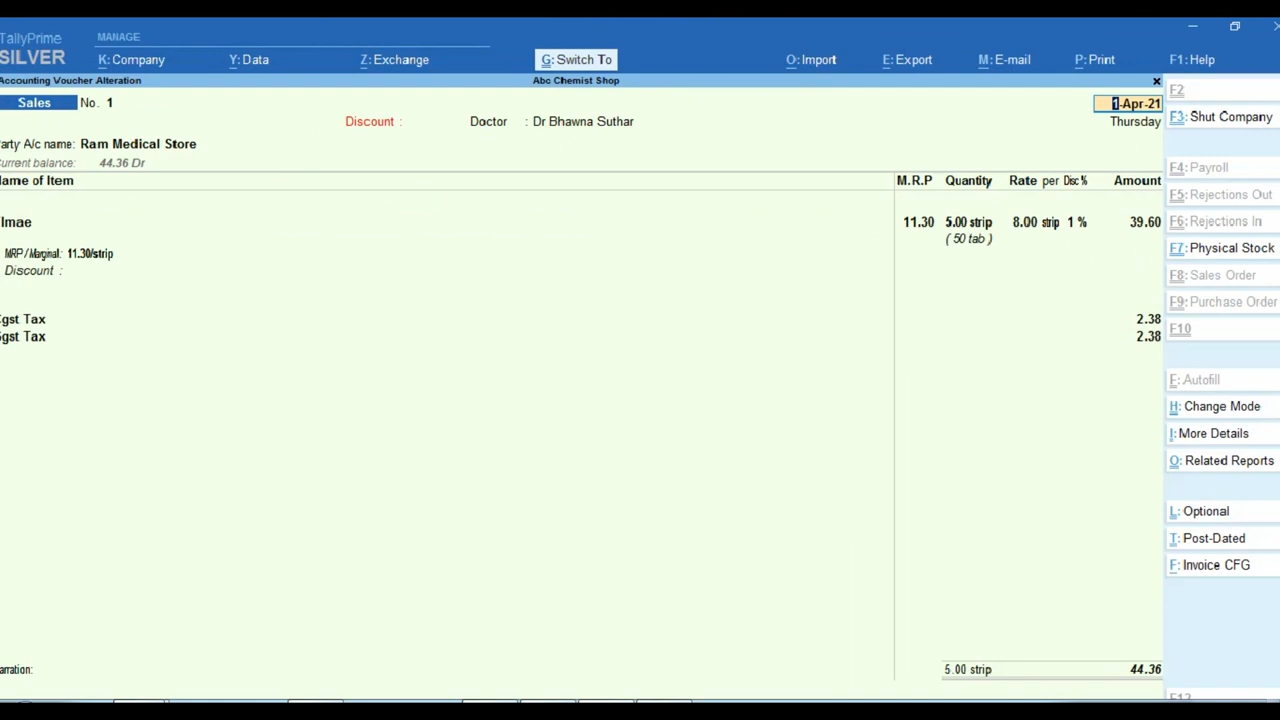 TallyPrime MANAGE
SILVER K: Company Y: Data Z: Exchange G: Switch To O: Import E: Export M: E-mail P: Print F1: Help
Accounting Voucher Alteration Abc Chemist Shop
Sales No. 1 1-Apr-21
Discount : Doctor : Dr Bhawna Suthar Thursday
arty A/c name: Ram Medical Store
urrent balance: 44.36 Dr
ame of Item M.R.P Quantity Rate per Disc% Amount
lmae 11.30 5.00 strip 8.00 strip 1 % 39.60
( 50 tab )
MRP / Marginal: 11.30/strip
Discount :
gst Tax 2.38
gst Tax 2.38
arration: 5.00 strip 44.36
F2
F3: Shut Company
F4: Payroll
F5: Rejections Out
F6: Rejections In
F7: Physical Stock
F8: Sales Order
F9: Purchase Order
F10
F: Autofill
H: Change Mode
I: More Details
O: Related Reports
L: Optional
T: Post-Dated
F: Invoice CFG
F12